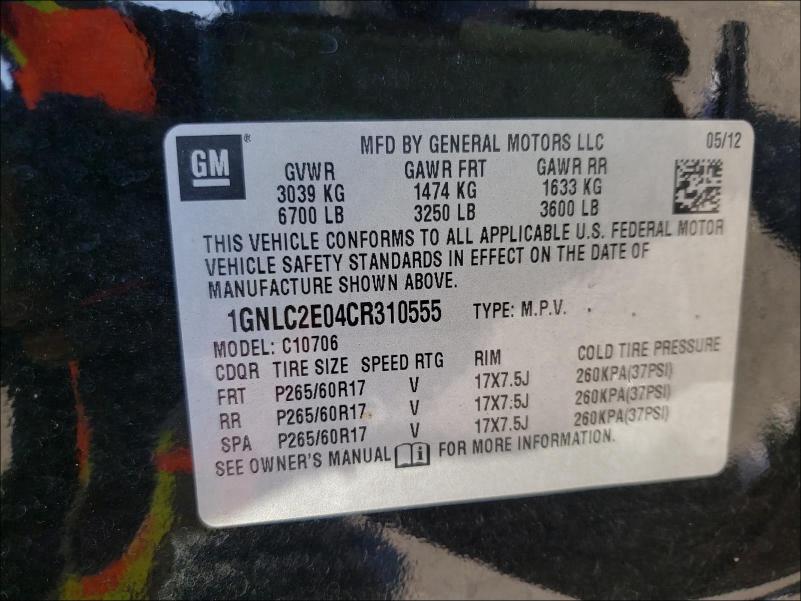 GM ®
MFD BY GENERAL MOTORS LLC 05/12
GVWR GAWR FRT GAWR RR
3039 KG 1474 KG 1633 KG
6700 LB 3250 LB 3600 LB
THIS VEHICLE CONFORMS TO ALL APPLICABLE U.S. FEDERAL MOTOR
VEHICLE SAFETY STANDARDS IN EFFECT ON THE DATE OF
MANUFACTURE SHOWN ABOVE.
1GNLC2E04CR310555 TYPE: M.P.V.
MODEL: C10706
CDQR TIRE SIZE SPEED RTG RIM COLD TIRE PRESSURE
FRT P265/60R17 V 17X7.5J 260KPA(37PSI)
RR P265/60R17 V 17X7.5J 260KPA(37PSI)
SPA P265/60R17 V 17X7.5J 260KPA(37PSI)
SEE OWNER'S MANUAL i FOR MORE INFORMATION.